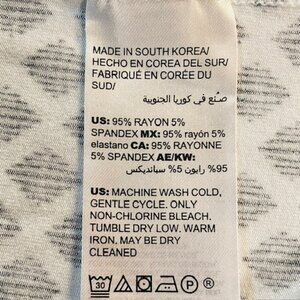 MADE IN SOUTH KOREA/
HECHO EN COREA DEL SUR/
FABRIQUÉ EN CORÉE DU
SUD/
صنع في كوريا الجنوبية
US: 95% RAYON 5%
SPANDEX MX: 95% rayón 5%
elastano CA: 95% RAYONNE
5% SPANDEX AE/KW:
95% رايون 5% سباندیكس
US: MACHINE WASH COLD,
GENTLE CYCLE. ONLY
NON-CHLORINE BLEACH.
TUMBLE DRY LOW. WARM
IRON, MAY BE DRY
CLEANED
30
P